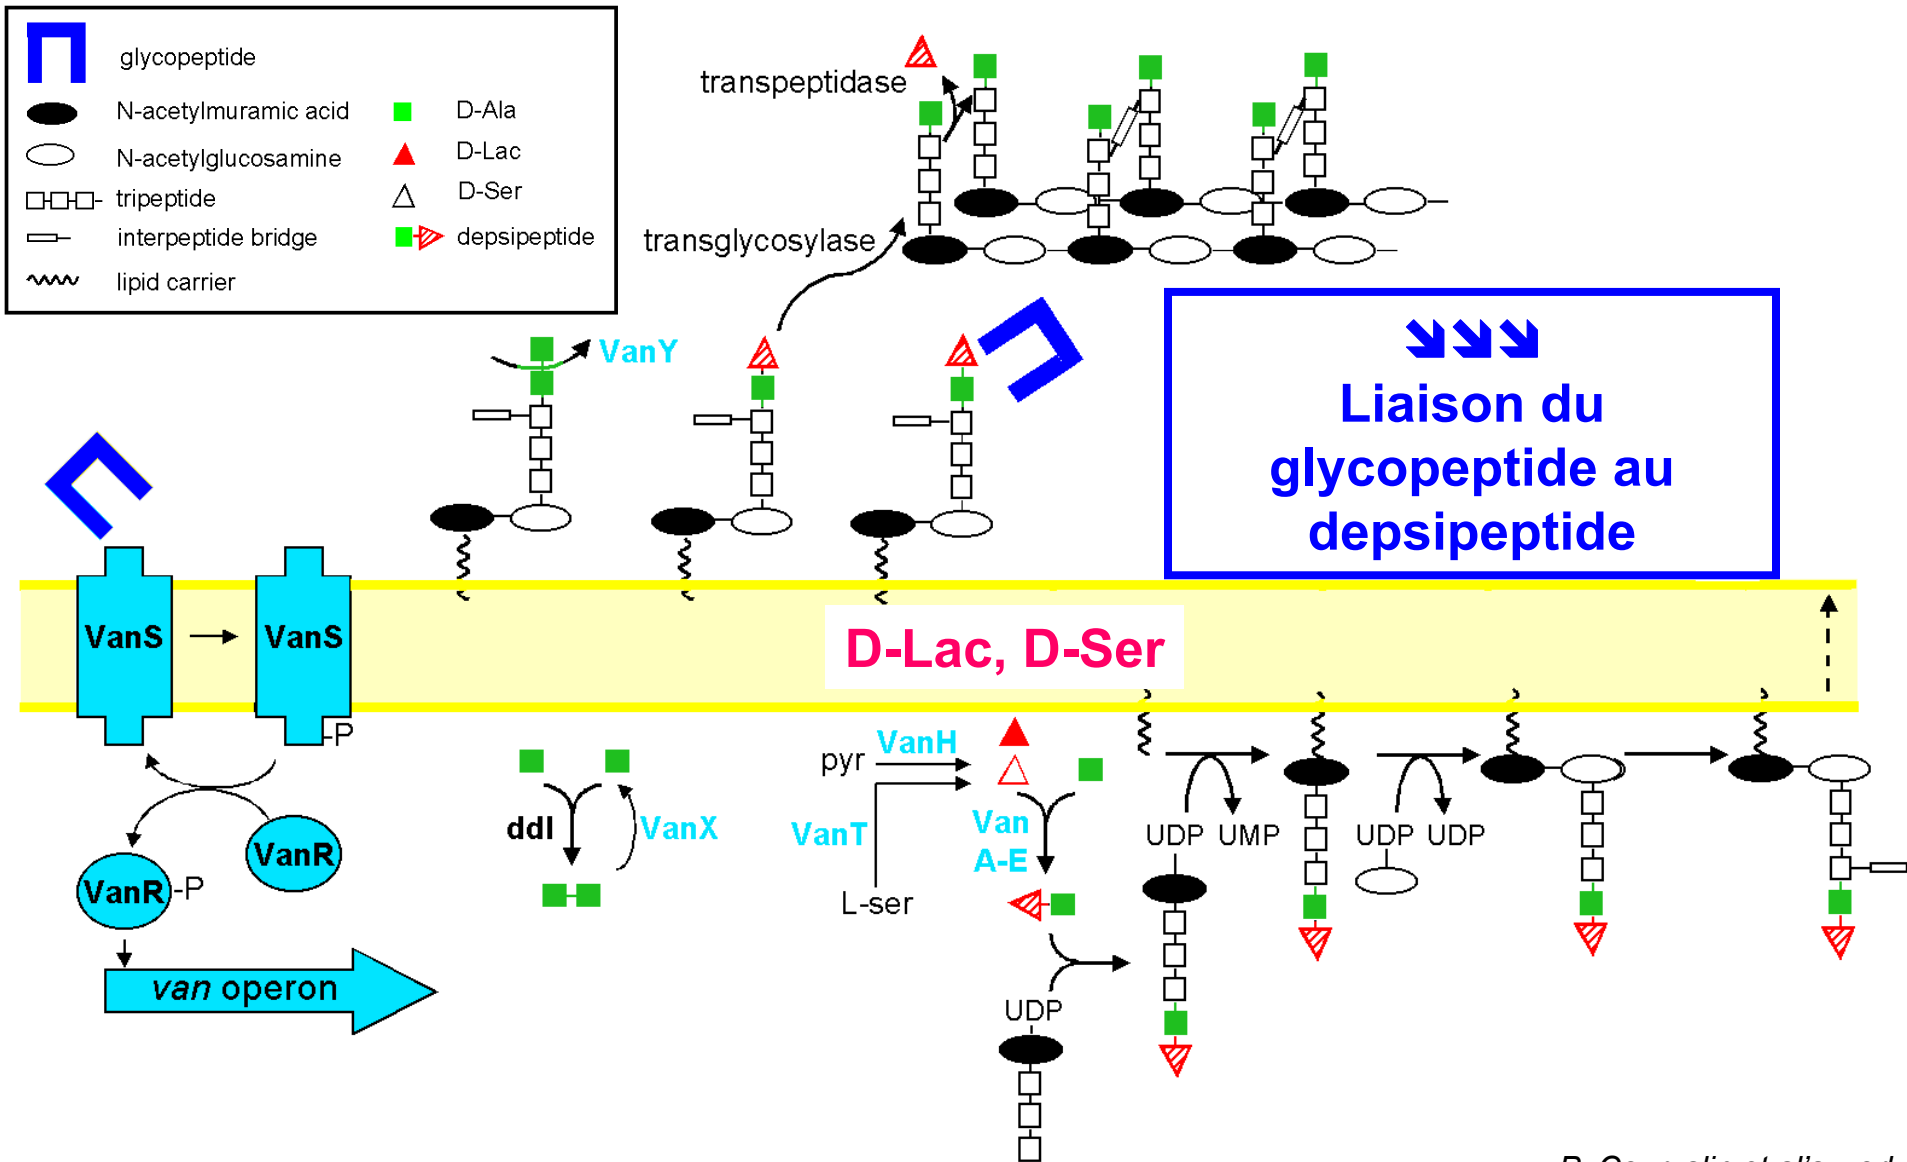 glycopeptide
N-acetylmuramic acid
N-acetylglucosamine
tripeptide
interpeptide bridge
lipid carrier
D-Ala
D-Lac
D-Ser
depsipeptide
transpeptidase
transglycosylase
VanY
Liaison du
glycopeptide au
depsipeptide
VanS
VanS
D-Lac, D-Ser
-P
VanR
VanR
-P
van operon
ddl
VanX
pyr
VanH
VanT
L-ser
Van
A-E
UDP
UDP
UMP
UDP
UDP